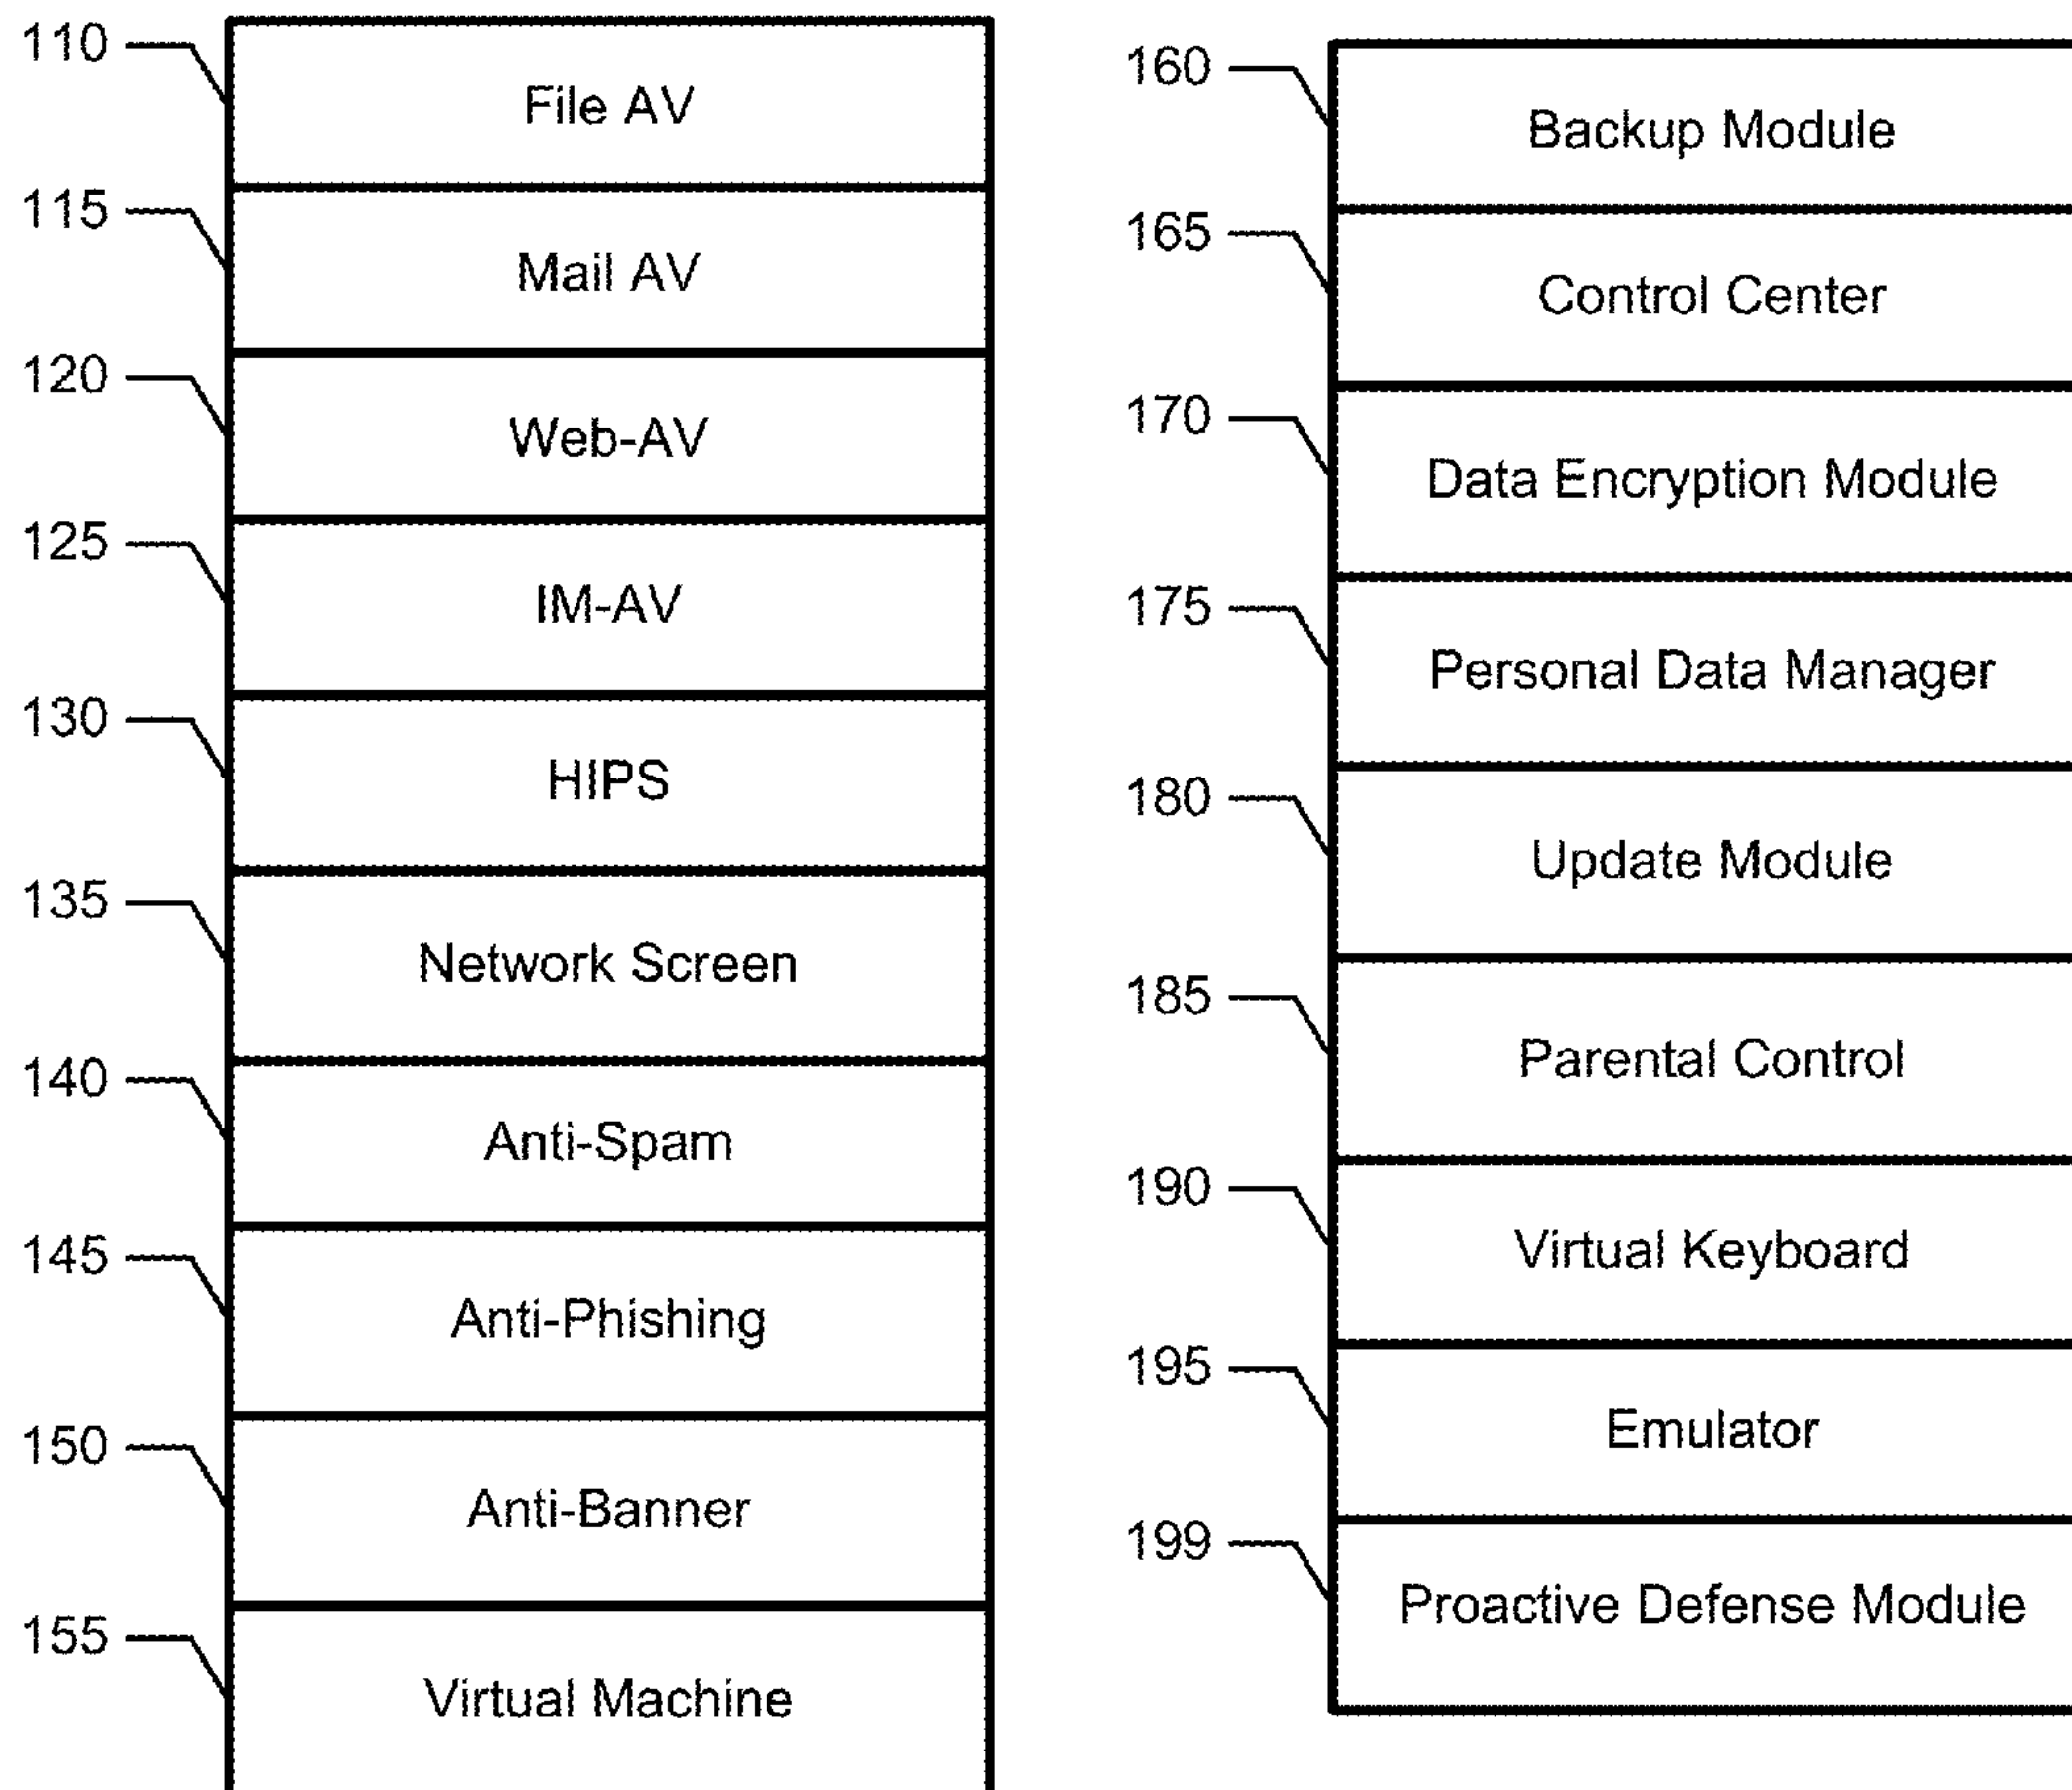 110
File AV
115
Mail AV
120
Web-AV
125
IM-AV
130
HIPS
135
Network Screen
140
Anti-Spam
145
Anti-Phishing
150
Anti-Banner
155
Virtual Machine
160
Backup Module
165
Control Center
170
Data Encryption Module
175
Personal Data Manager
180
Update Module
185
Parental Control
190
Virtual Keyboard
195
Emulator
199
Proactive Defense Module